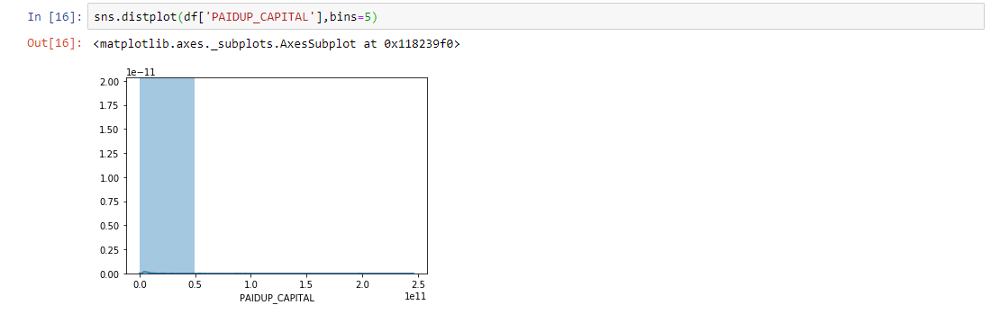 In [16]: sns.distplot(df['PAIDUP_CAPITAL'],bins=5)
Out[16]: <matplotlib.axes._subplots.AxesSubplot at 0x118239f0>
1e−11
2.00
1.75
1.50
1.25
1.00
0.75
0.50
0.25
0.00
0.0 0.5 1.0 1.5 2.0 2.5
1e11
PAIDUP_CAPITAL